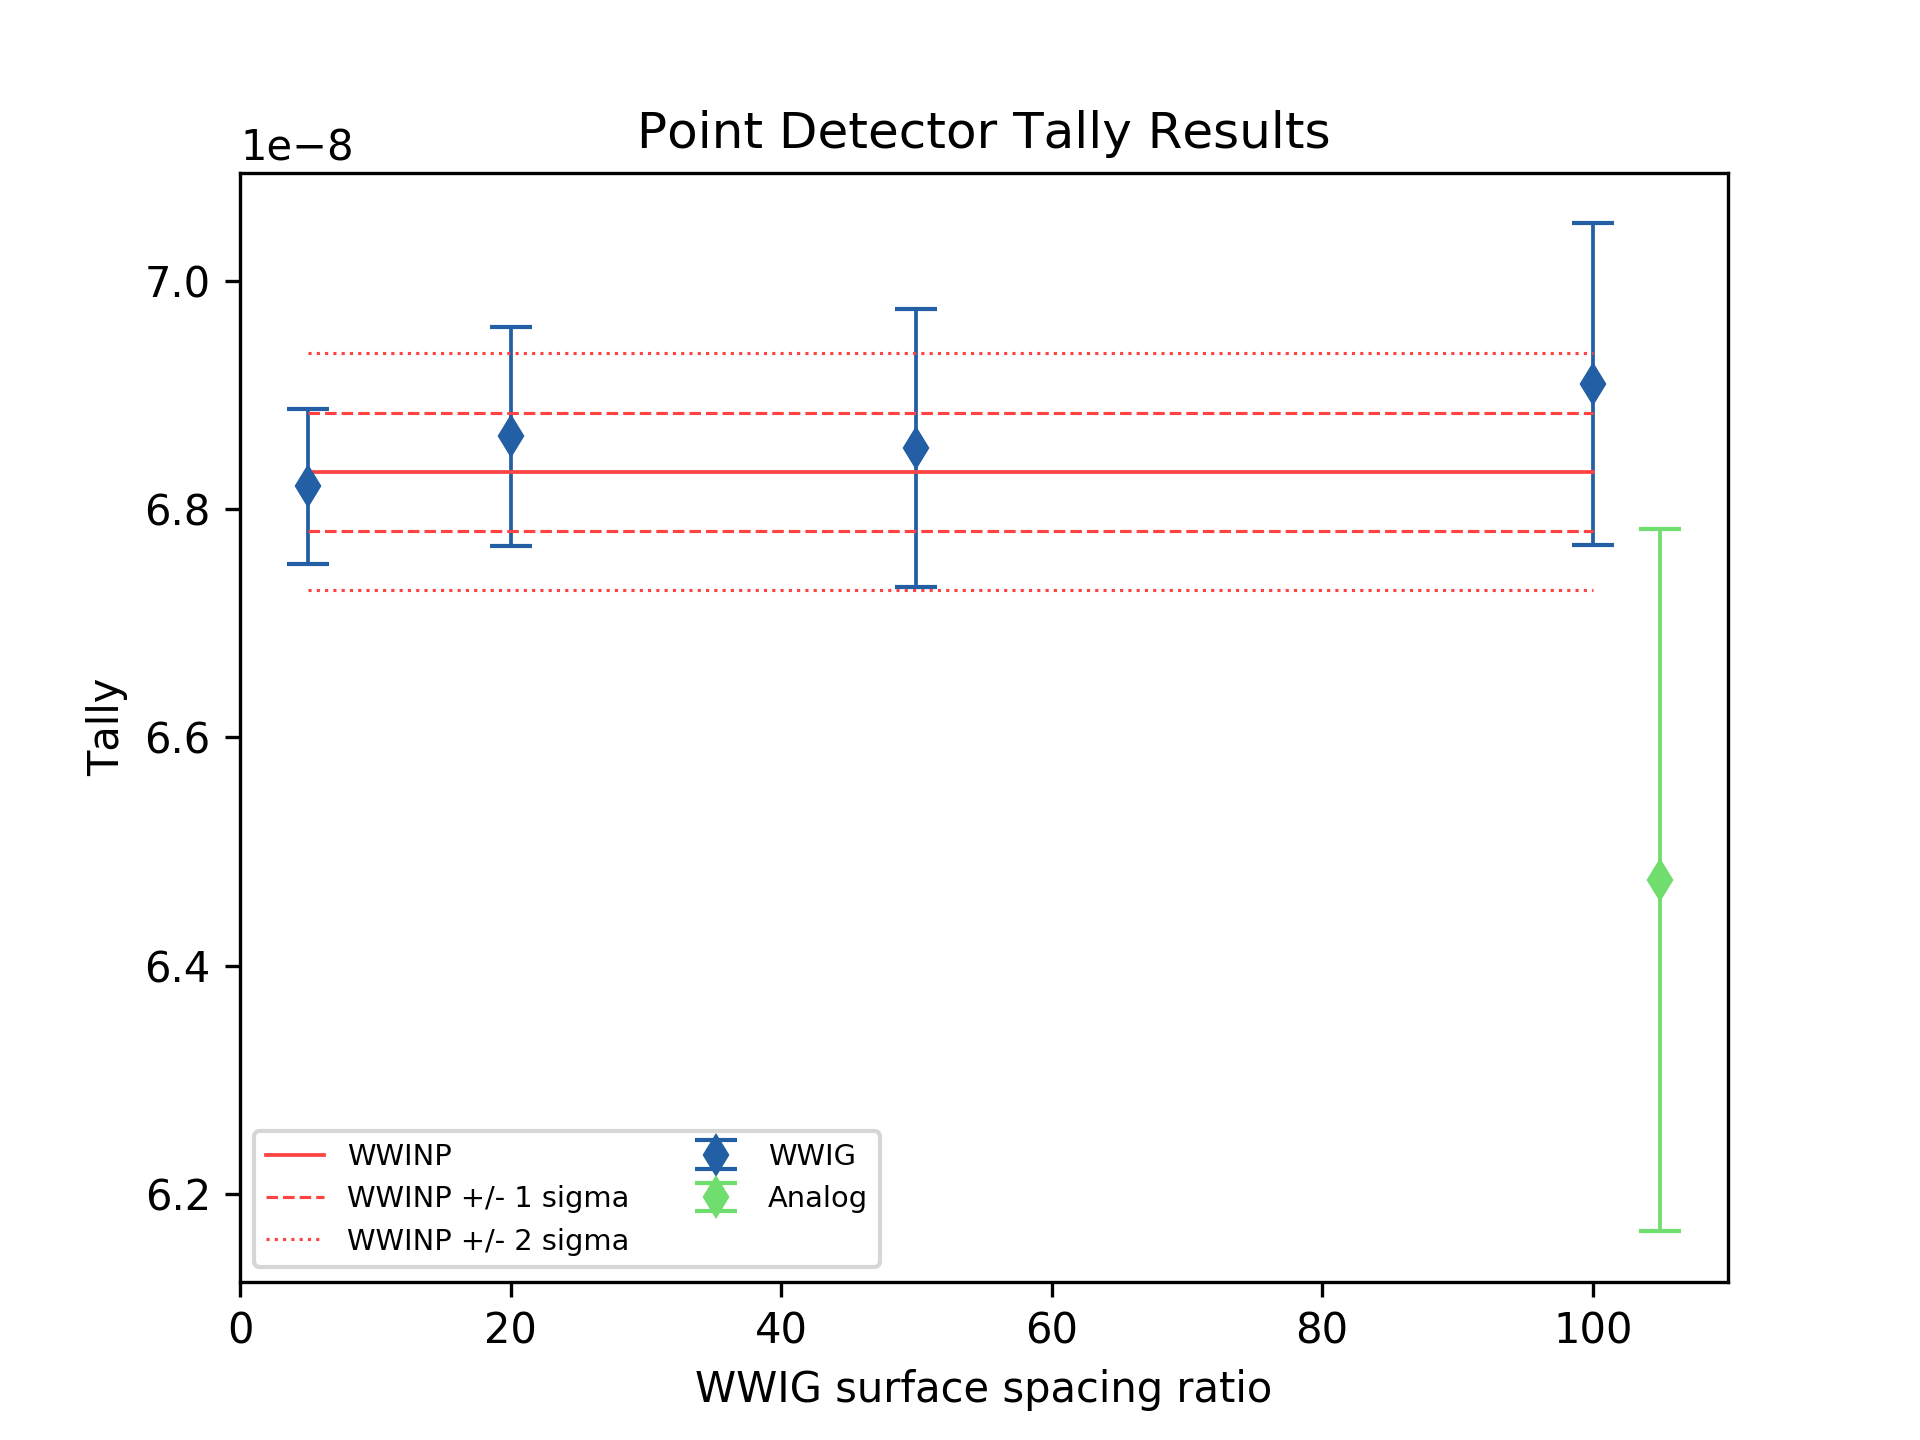 Point Detector Tally Results
1e−8
7.0
6.8
6.6
6.4
6.2
Tally
0
20
40
60
80
100
WWIG surface spacing ratio
WWINP
WWINP +/- 1 sigma
WWINP +/- 2 sigma
WWIG
Analog